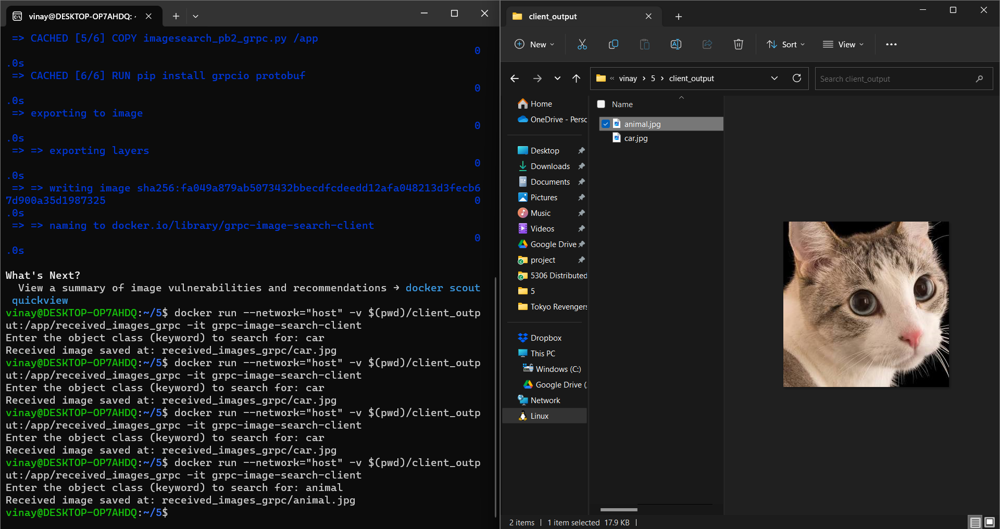 vinay@DESKTOP-OP7AHDQ: ~
=> CACHED [5/6] COPY imagesearch_pb2_grpc.py /app
0
.0s
=> CACHED [6/6] RUN pip install grpcio protobuf
0
.0s
=> exporting to image
0
.0s
=> => exporting layers
0
.0s
=> => writing image sha256:fa049a879ab5073432bbecdfcdeedd12afa048213d3fecb6
7d900a35d1987325 0
.0s
=> => naming to docker.io/library/grpc-image-search-client
0
.0s
What's Next?
View a summary of image vulnerabilities and recommendations → docker scout
quickview
vinay@DESKTOP-OP7AHDQ:~/5$ docker run --network="host" -v $(pwd)/client_outp
ut:/app/received_images_grpc -it grpc-image-search-client
Enter the object class (keyword) to search for: car
Received image saved at: received_images_grpc/car.jpg
vinay@DESKTOP-OP7AHDQ:~/5$ docker run --network="host" -v $(pwd)/client_outp
ut:/app/received_images_grpc -it grpc-image-search-client
Enter the object class (keyword) to search for: car
Received image saved at: received_images_grpc/car.jpg
vinay@DESKTOP-OP7AHDQ:~/5$ docker run --network="host" -v $(pwd)/client_outp
ut:/app/received_images_grpc -it grpc-image-search-client
Enter the object class (keyword) to search for: car
Received image saved at: received_images_grpc/car.jpg
vinay@DESKTOP-OP7AHDQ:~/5$ docker run --network="host" -v $(pwd)/client_outp
ut:/app/received_images_grpc -it grpc-image-search-client
Enter the object class (keyword) to search for: animal
Received image saved at: received_images_grpc/animal.jpg
vinay@DESKTOP-OP7AHDQ:~/5$
client_output
New
Sort
View
« vinay > 5 > client_output
Search client_output
Home
OneDrive - Persc
Desktop
Downloads
Documents
Pictures
Music
Videos
Google Drive
project
5306 Distributed
5
Tokyo Revengers
Dropbox
This PC
Windows (C:)
Google Drive (
Network
Linux
Name
animal.jpg
car.jpg
2 items | 1 item selected 17.9 KB |